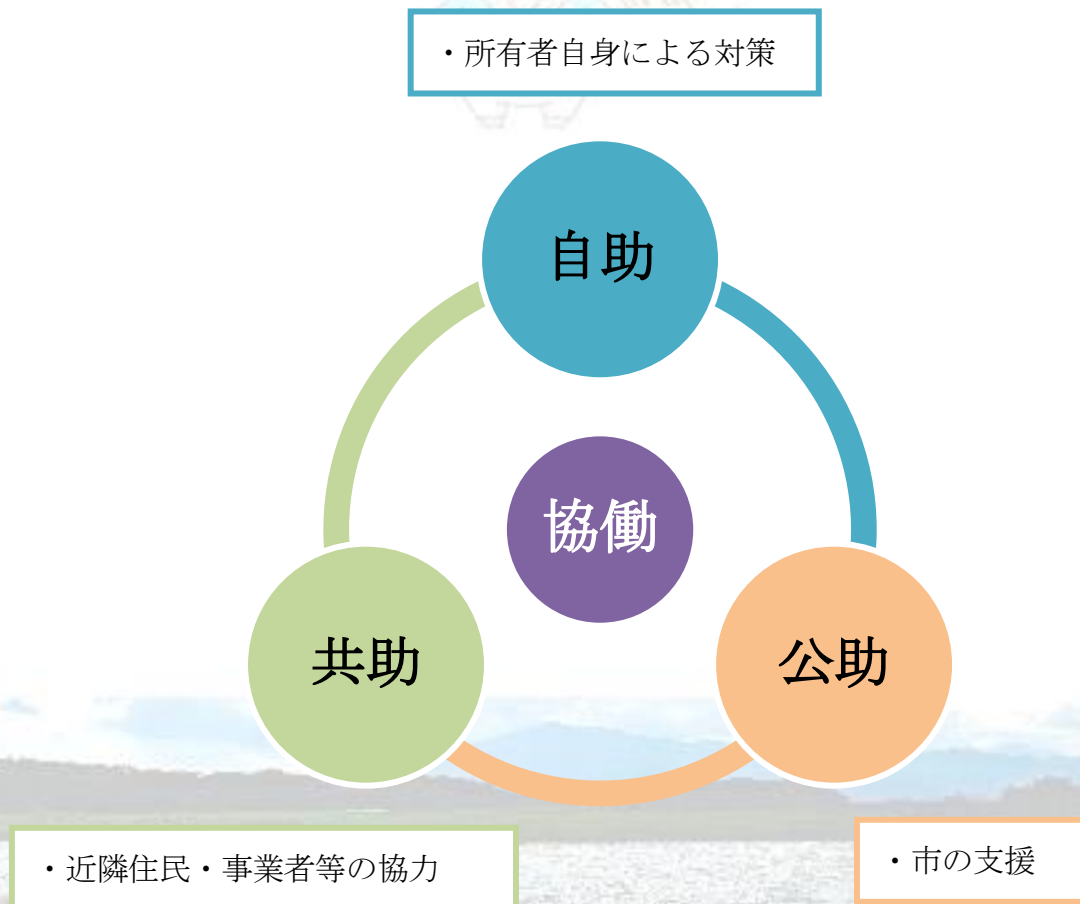 ・所有者自身による対策
自助
協働
共助
公助
・近隣住民・事業者等の協力
・市の支援